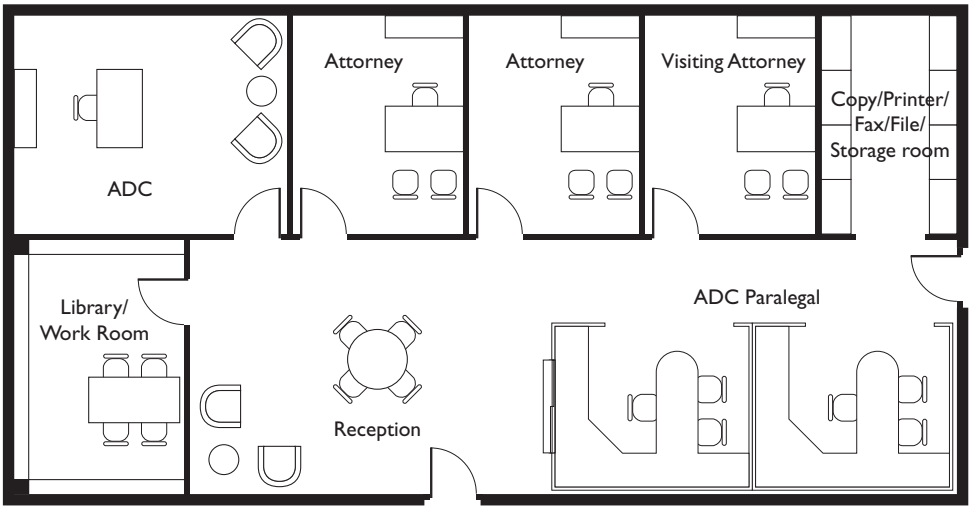 Attorney
Attorney
Visiting Attorney
Copy/Printer/
Fax/File/
Storage room
ADC
ADC Paralegal
Library/
Work Room
Reception